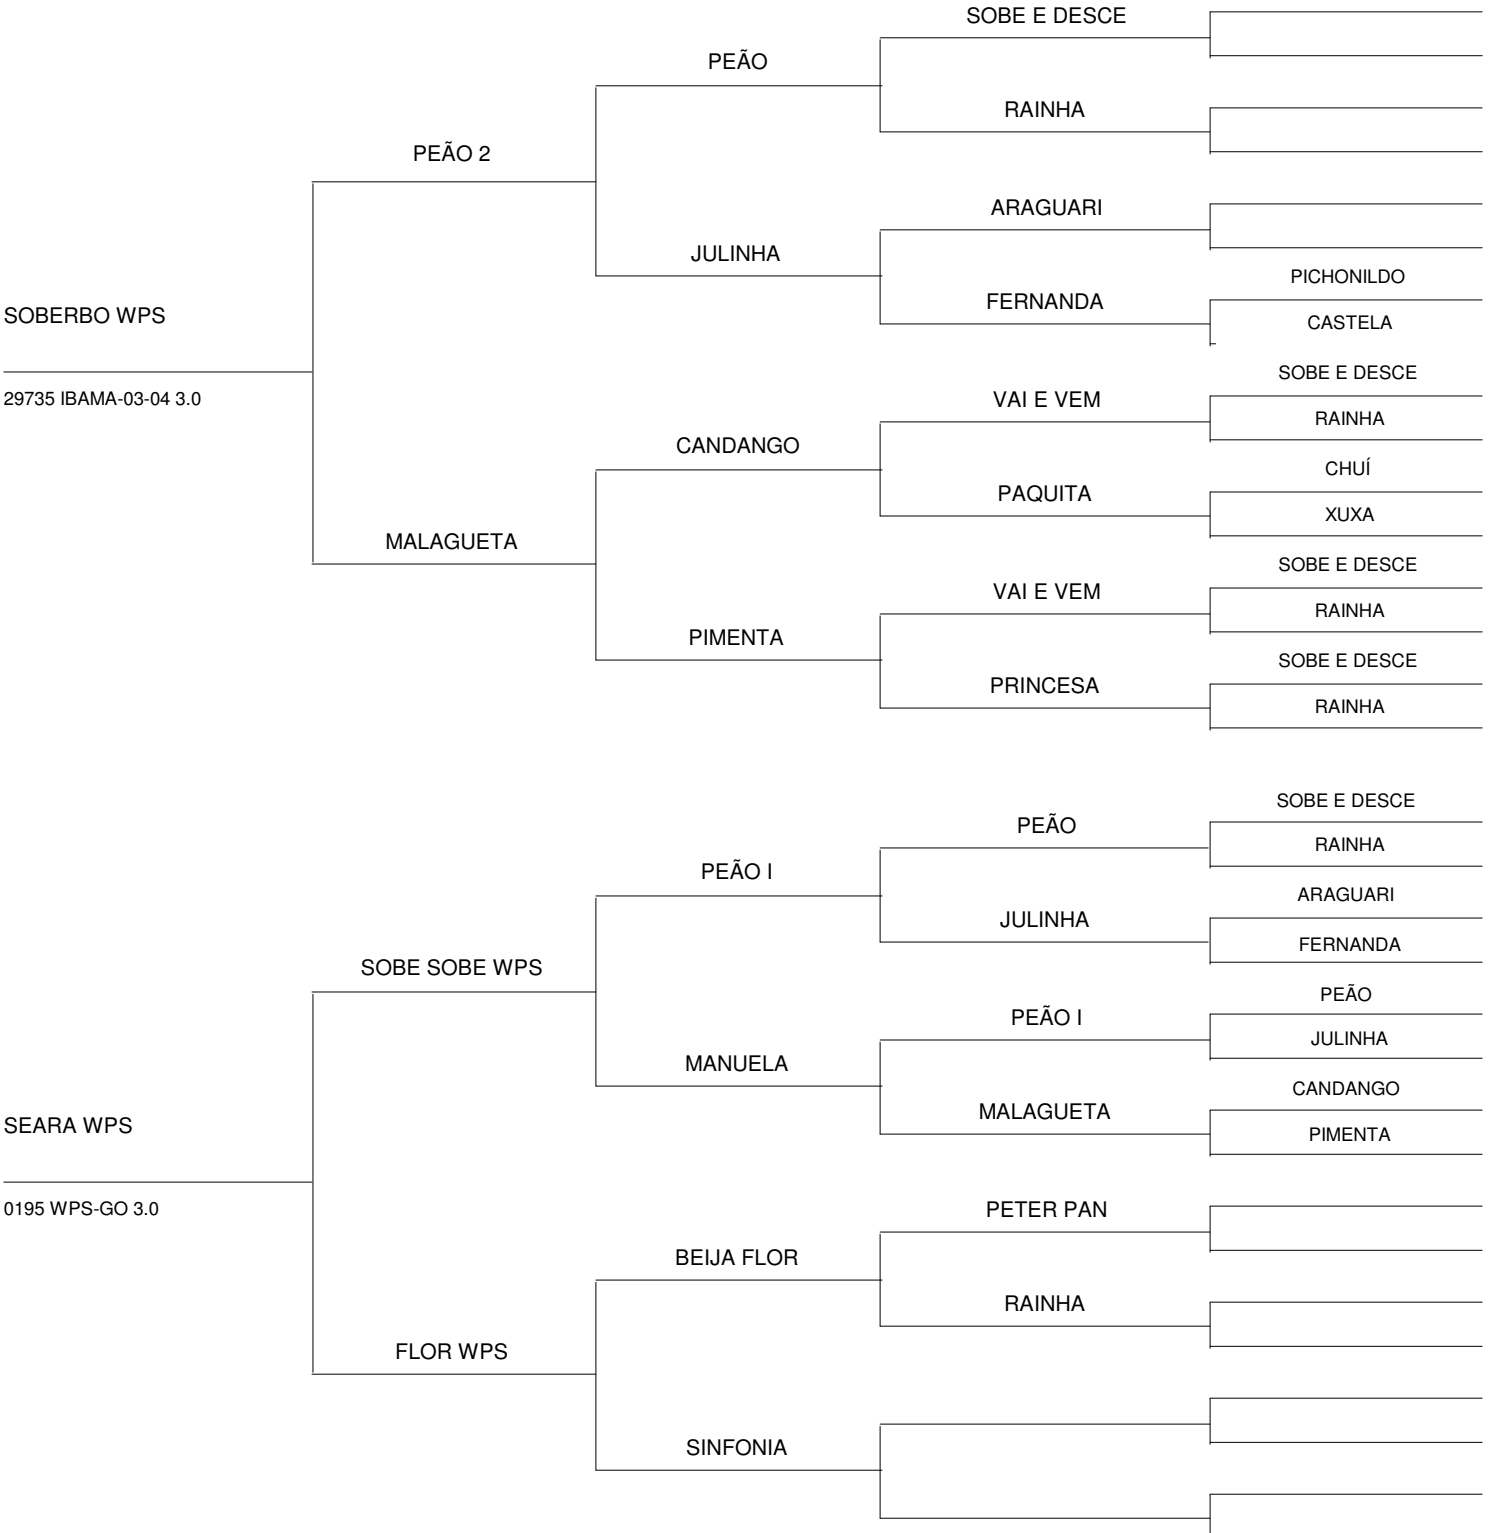 SOBE E DESCE
PEÃO
RAINHA
PEÃO 2
ARAGUARI
JULINHA
PICHONILDO
FERNANDA
SOBERBO WPS
CASTELA
SOBE E DESCE
29735 IBAMA-03-04 3.0
VAI E VEM
RAINHA
CANDANGO
CHUÍ
PAQUITA
XUXA
MALAGUETA
SOBE E DESCE
VAI E VEM
RAINHA
PIMENTA
SOBE E DESCE
PRINCESA
RAINHA
SOBE E DESCE
PEÃO
RAINHA
PEÃO I
ARAGUARI
JULINHA
FERNANDA
SOBE SOBE WPS
PEÃO
PEÃO I
JULINHA
MANUELA
CANDANGO
MALAGUETA
SEARA WPS
PIMENTA
0195 WPS-GO 3.0
PETER PAN
BEIJA FLOR
RAINHA
FLOR WPS
SINFONIA